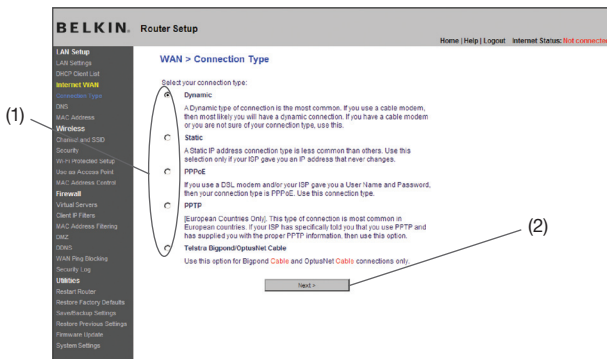 BELKIN. Router Setup
Home | Help | Logout Internet Status: Not connected
LAN Setup
LAN Settings
DHCP Client List
Internet WAN
Connection Type
DNS
MAC Address
Wireless
Channel and SSID
Security
Wi-Fi Protected Setup
Use as Access Point
MAC Address Control
Firewall
Virtual Servers
Client IP Filters
MAC Address Filtering
DMZ
DDNS
WAN Ping Blocking
Security Log
Utilities
Restart Router
Restore Factory Defaults
Save/Backup Settings
Restore Previous Settings
Firmware Update
System Settings
WAN > Connection Type
Select your connection type:
Dynamic
A Dynamic type of connection is the most common. If you use a cable modem,
then most likely you will have a dynamic connection. If you have a cable modem
or you are not sure of your connection type, use this.
Static
A Static IP address connection type is less common than others. Use this
selection only if your ISP gave you an IP address that never changes.
PPPoE
If you use a DSL modem and/or your ISP gave you a User Name and Password,
then your connection type is PPPoE. Use this connection type.
PPTP
[European Countries Only]. This type of connection is most common in
European countries. If your ISP has specifically told you that you use PPTP and
has supplied you with the proper PPTP information, then use this option.
Telstra Bigpond/OptusNet Cable
Use this option for Bigpond Cable and OptusNet Cable connections only.
Next >
(1)
(2)